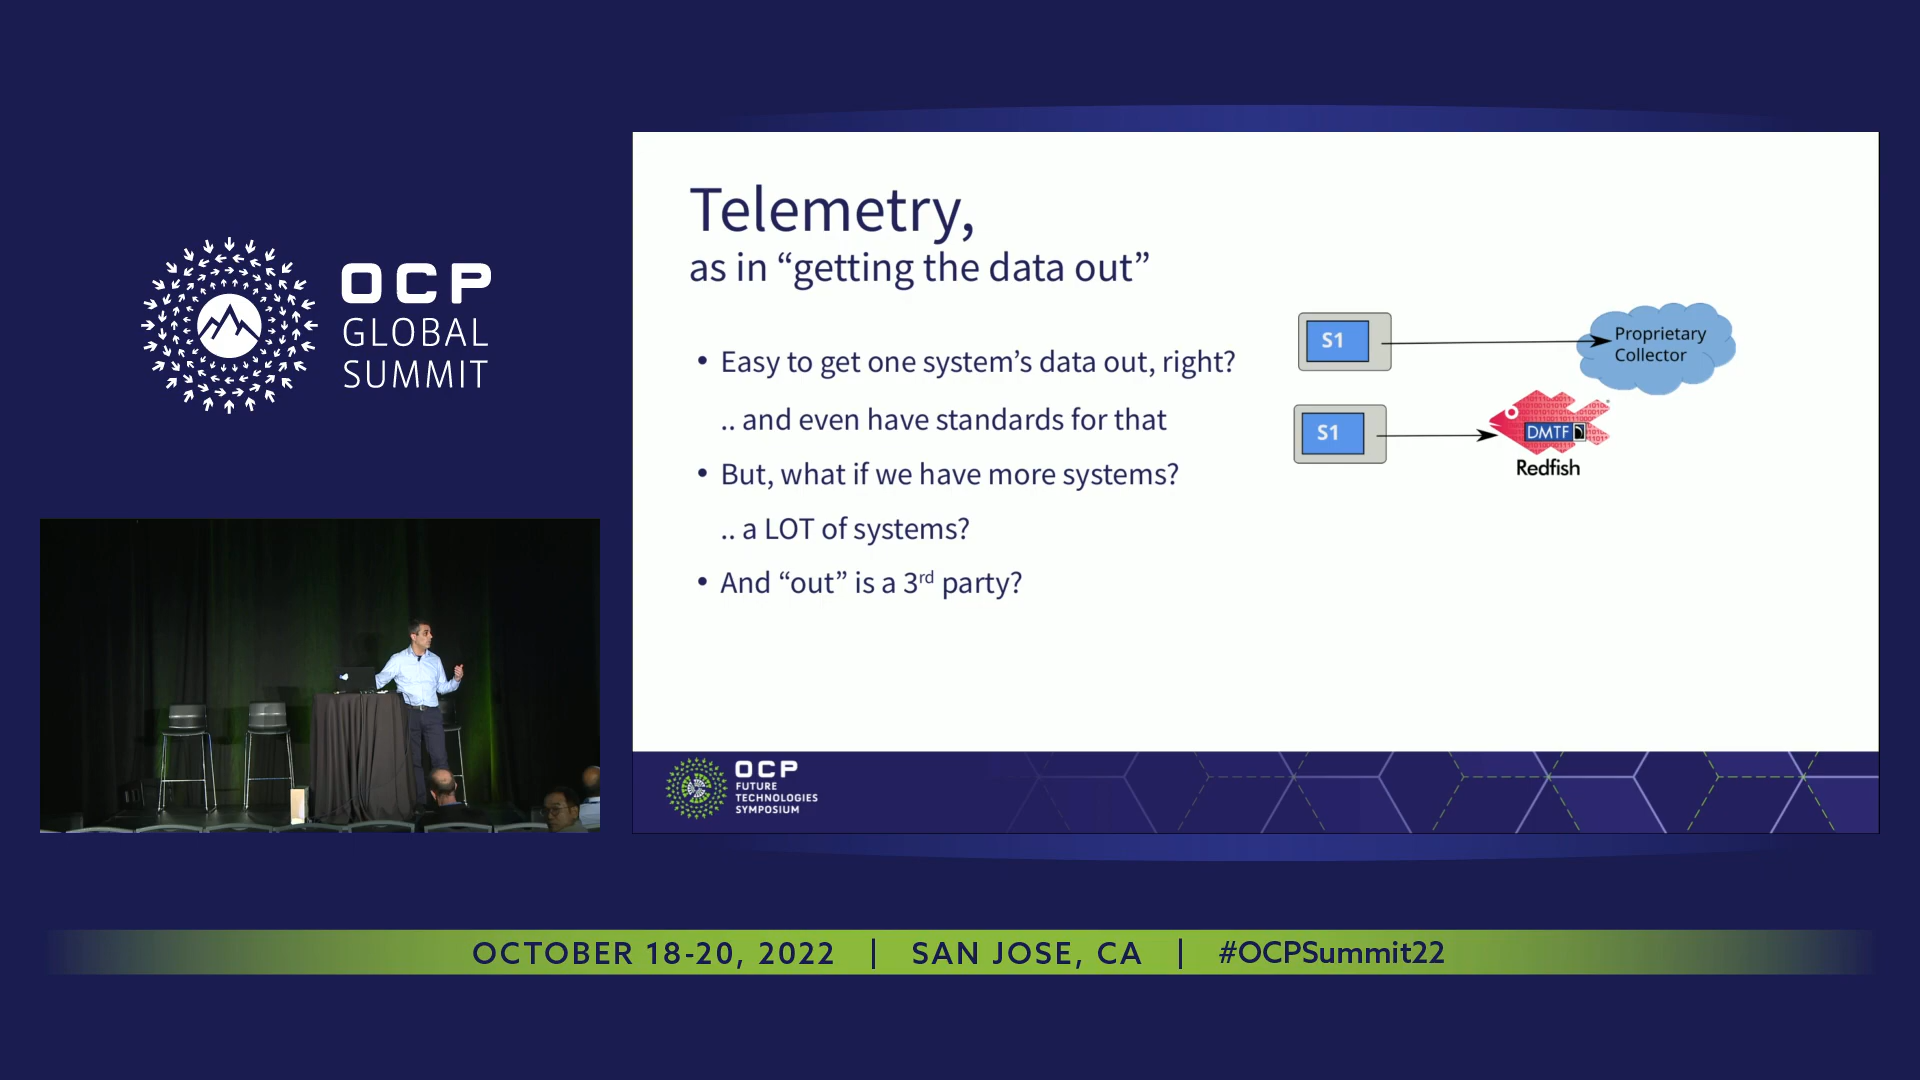 OCP
GLOBAL
SUMMIT
Telemetry,
as in “getting the data out”
• Easy to get one system’s data out, right?
.. and even have standards for that
• But, what if we have more systems?
.. a LOT of systems?
• And “out” is a 3rd party?
S1
Proprietary
Collector
S1
DMTF
Redfish
OCP
FUTURE
TECHNOLOGIES
SYMPOSIUM
OCTOBER 18-20, 2022 | SAN JOSE, CA | #OCPSummit22